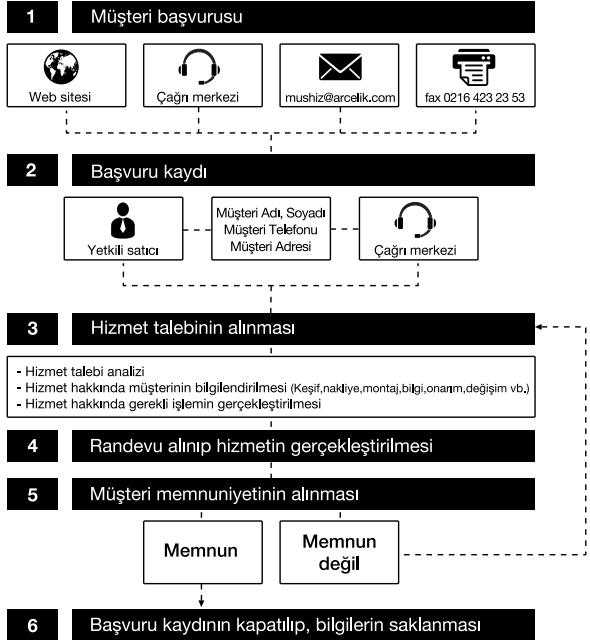 1 Müşteri başvurusu
Web sitesi
Çağrı merkezi
mushiz@arcelik.com
fax 0216 423 23 53
2 Başvuru kaydı
Yetkili satıcı
Müşteri Adı, Soyadı
Müşteri Telefonu
Müşteri Adresi
Çağrı merkezi
3 Hizmet talebinin alınması
- Hizmet talebi analizi
- Hizmet hakkında müşterinin bilgilendirilmesi (Keşif,nakliye,montaj,bilgi,onarım,değişim vb.)
- Hizmet hakkında gerekli işlemin gerçekleştirilmesi
4 Randevu alınıp hizmetin gerçekleştirilmesi
5 Müşteri memnuniyetinin alınması
Memnun
Memnun
değil
6 Başvuru kaydının kapatılıp, bilgilerin saklanması